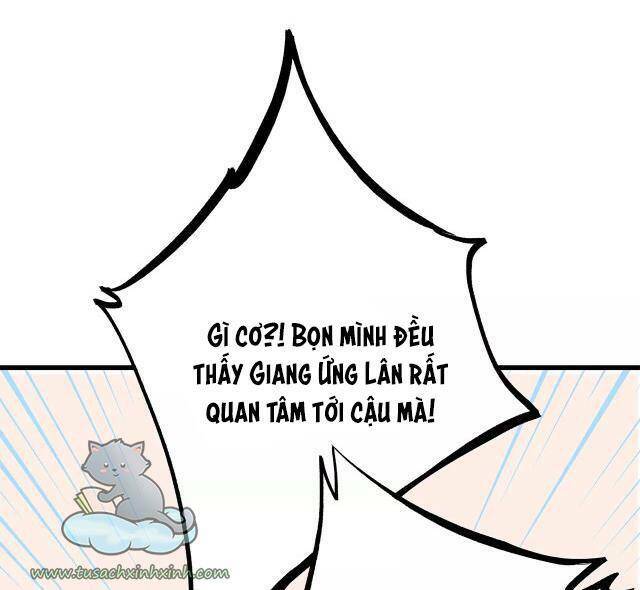 GÌ CƠ?! BỌN MÌNH ĐỀU
THẤY GIANG ỨNG LÂN RẤT
QUAN TÂM TỚI CẬU MÀ!
www.tusachxinhxinh.com